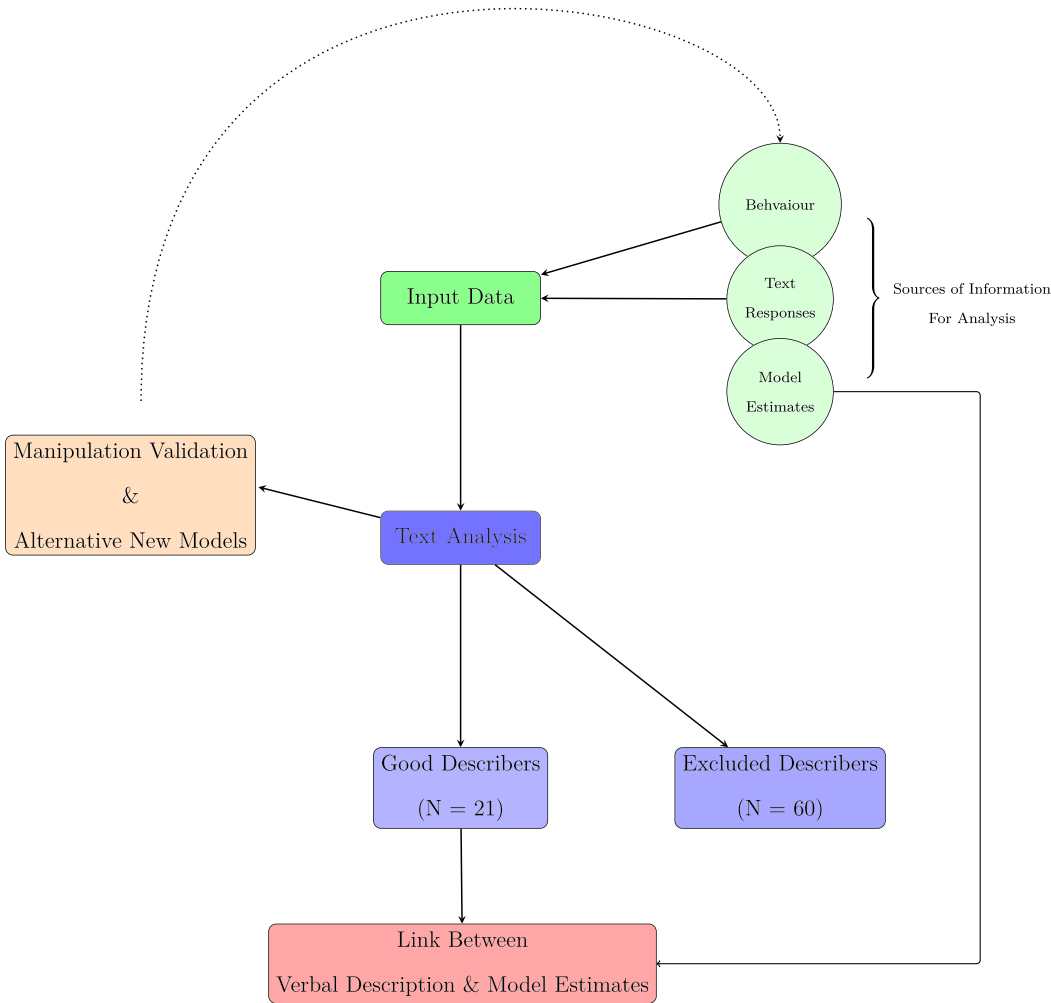 Behvaiour
Input Data
Text
Responses
Sources of Information
For Analysis
Model
Estimates
Manipulation Validation
&
Alternative New Models
Text Analysis
Good Describers
(N = 21)
Excluded Describers
(N = 60)
Link Between
Verbal Description & Model Estimates